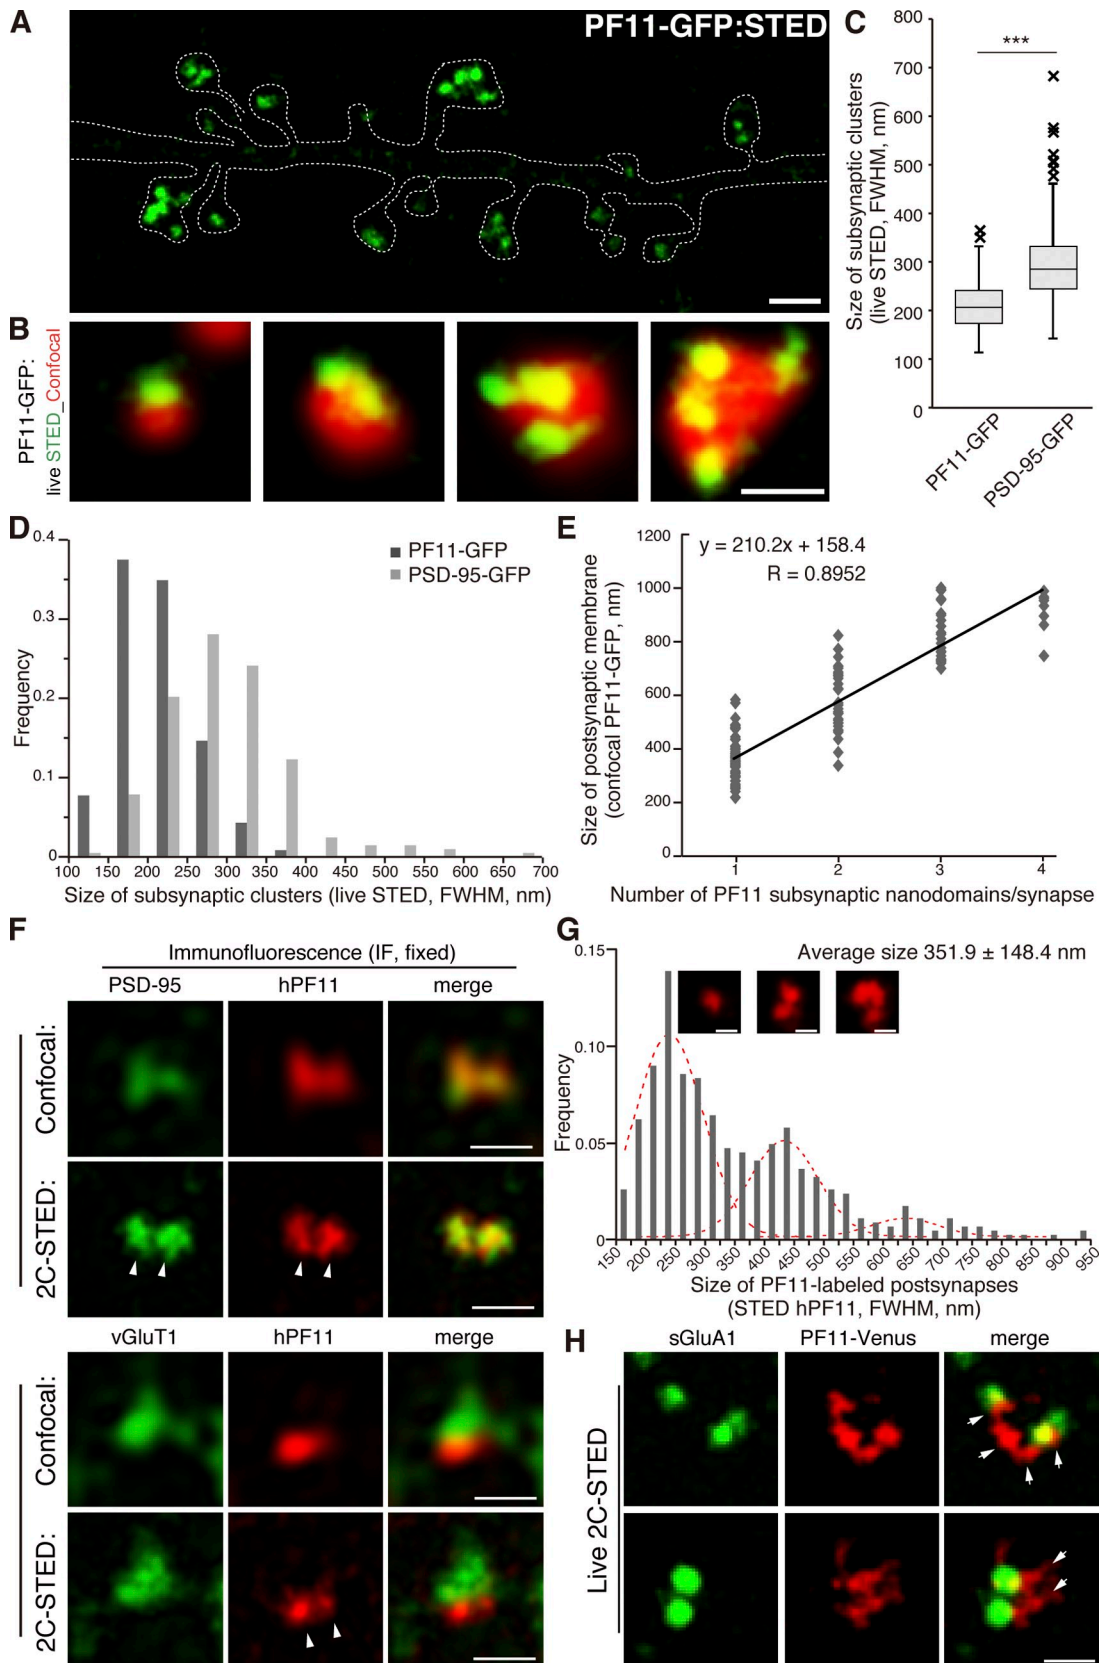 A
PF11-GFP:STED
B
PF11-GFP:
live STED_Confocal
C
Size of subsynaptic clusters
(live STED, FWHM, nm)
800
700
600
500
400
300
200
100
0
***
PF11-GFP
PSD-95-GFP
D
Frequency
0.4
0.3
0.2
0.1
0
PF11-GFP
PSD-95-GFP
100 150 200 250 300 350 400 450 500 550 600 650 700
Size of subsynaptic clusters (live STED, FWHM, nm)
E
Size of postsynaptic membrane
(confocal PF11-GFP, nm)
1200
1000
800
600
400
200
0
y = 210.2x + 158.4
R = 0.8952
1 2 3 4
Number of PF11 subsynaptic nanodomains/synapse
F
Immunofluorescence (IF, fixed)
PSD-95 hPF11 merge
Confocal:
2C-STED:
vGluT1 hPF11 merge
Confocal:
2C-STED:
G
Average size 351.9 ± 148.4 nm
Frequency
0.15
0.10
0.05
0
150 200 250 300 350 400 450 500 550 600 650 700 750 800 850 900 950
Size of PF11-labeled postsynapses
(STED hPF11, FWHM, nm)
H
sGluA1 PF11-Venus merge
Live 2C-STED